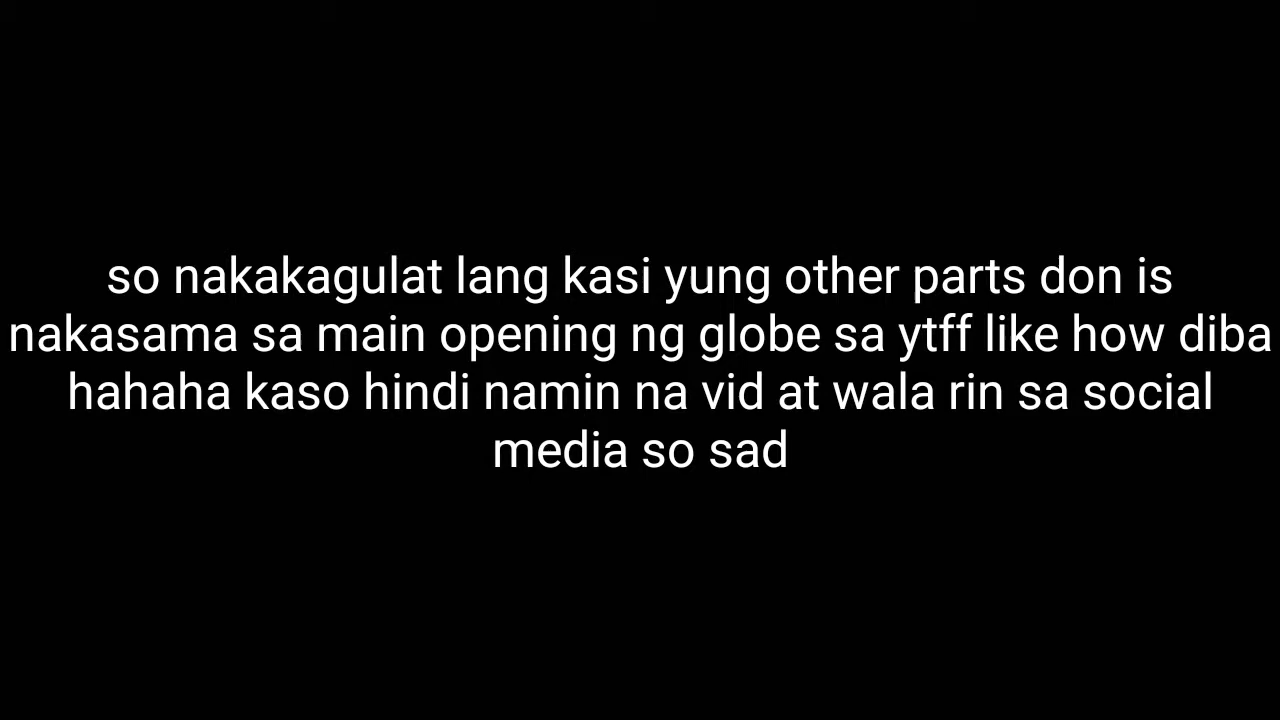 so nakakagulat lang kasi yung other parts don is
nakasama sa main opening ng globe sa ytff like how diba
hahaha kaso hindi namin na vid at wala rin sa social
media so sad